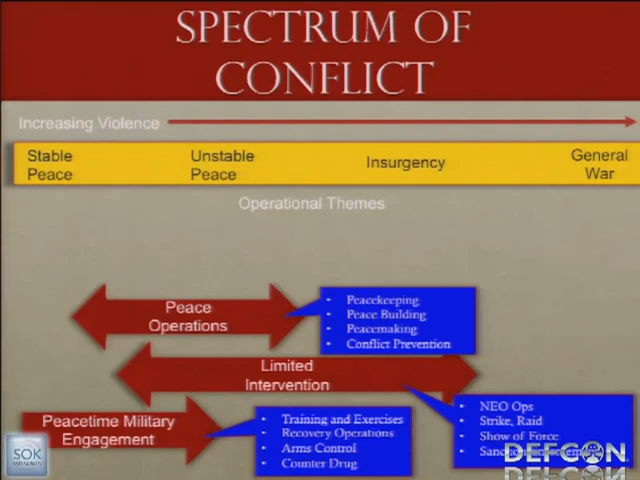 SPECTRUM OF
CONFLICT
Increasing Violence
Stable
Peace
Unstable
Peace
Insurgency
General
War
Operational Themes
Peace
Operations
• Peacekeeping
• Peace Building
• Peacemaking
• Conflict Prevention
Limited
Intervention
• NEO Ops
• Strike, Raid
• Show of Force
Peacetime Military
Engagement
• Training and Exercises
• Recovery Operations
• Arms Control
• Counter Drug
SOK
PRESENTS
DEFCON